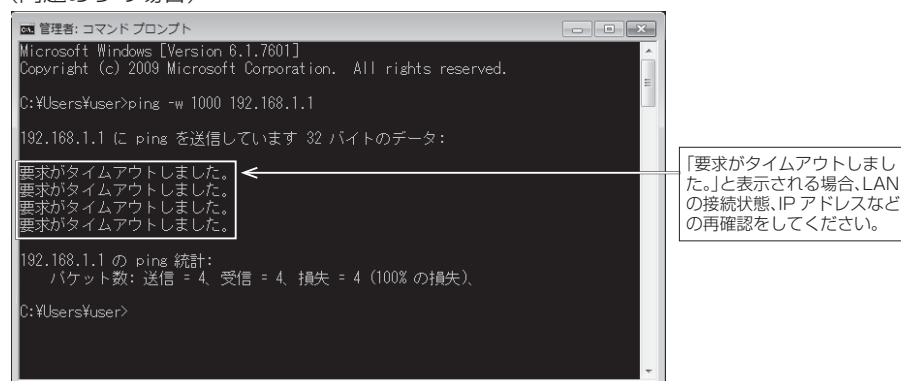 管理者: コマンド プロンプト
Microsoft Windows [Version 6.1.7601]
Copyright (c) 2009 Microsoft Corporation.  All rights reserved.
C:¥Users¥user>ping -w 1000 192.168.1.1
192.168.1.1 に ping を送信しています 32 バイトのデータ:
要求がタイムアウトしました。
要求がタイムアウトしました。
要求がタイムアウトしました。
要求がタイムアウトしました。
192.168.1.1 の ping 統計:
パケット数: 送信 = 4、受信 = 4、損失 = 4 (100% の損失)、
C:¥Users¥user>
「要求がタイムアウトしまし
た。」と表示される場合、LAN
の接続状態、IP アドレスなど
の再確認をしてください。